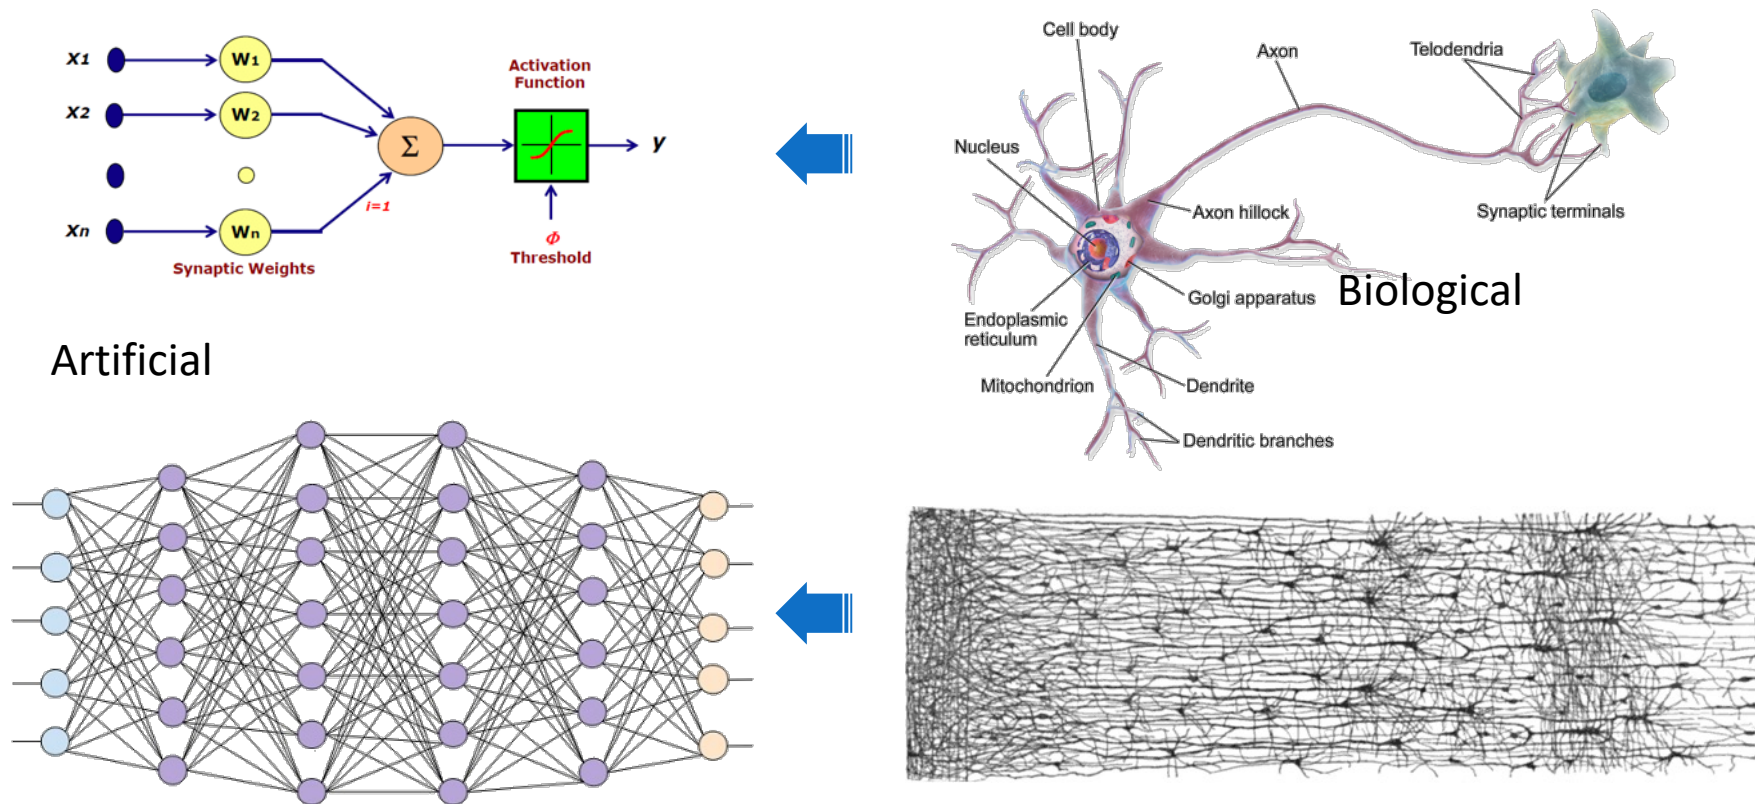 X1
W1
X2
W2
Xn
Wn
Synaptic Weights
Σ
i=1
Activation
Function
y
Φ
Threshold
Artificial
Cell body
Axon
Telodendria
Nucleus
Axon hillock
Synaptic terminals
Golgi apparatus
Biological
Endoplasmic
reticulum
Mitochondrion
Dendrite
Dendritic branches